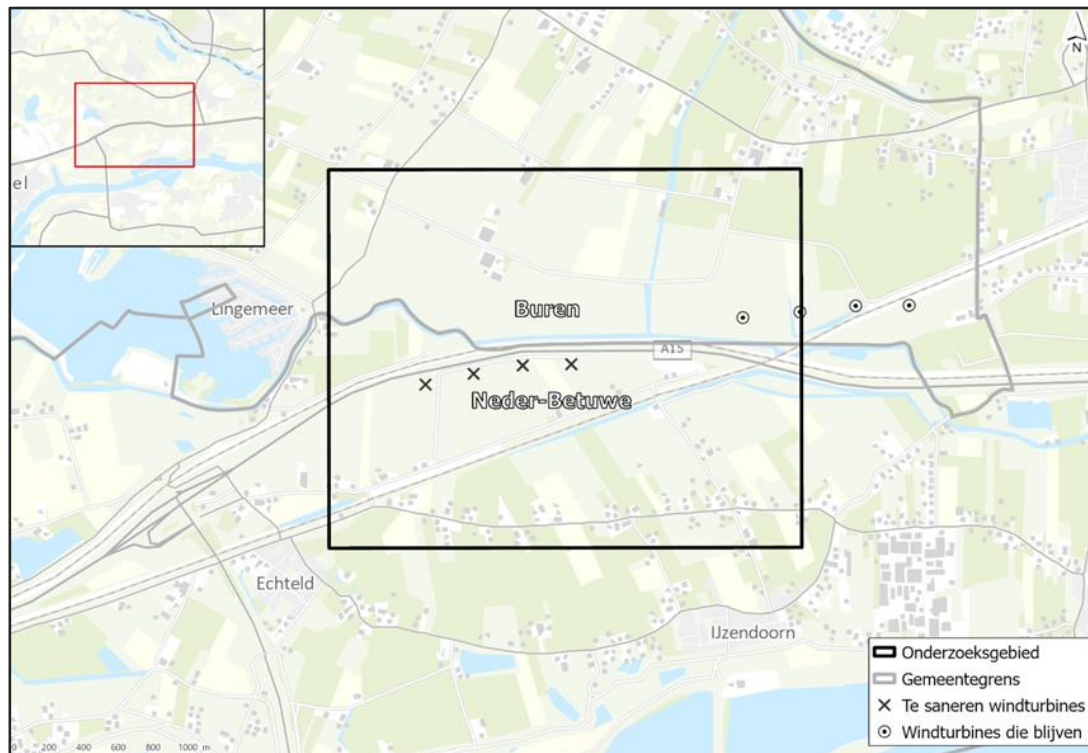 N
el
Lingemeer
Buren
A15
Neder-Betuwe
Echteld
IJzendoorn
Onderzoeksgebied
Gemeentegrens
Te saneren windturbines
Windturbines die blijven
0 200 400 600 800 1000 m